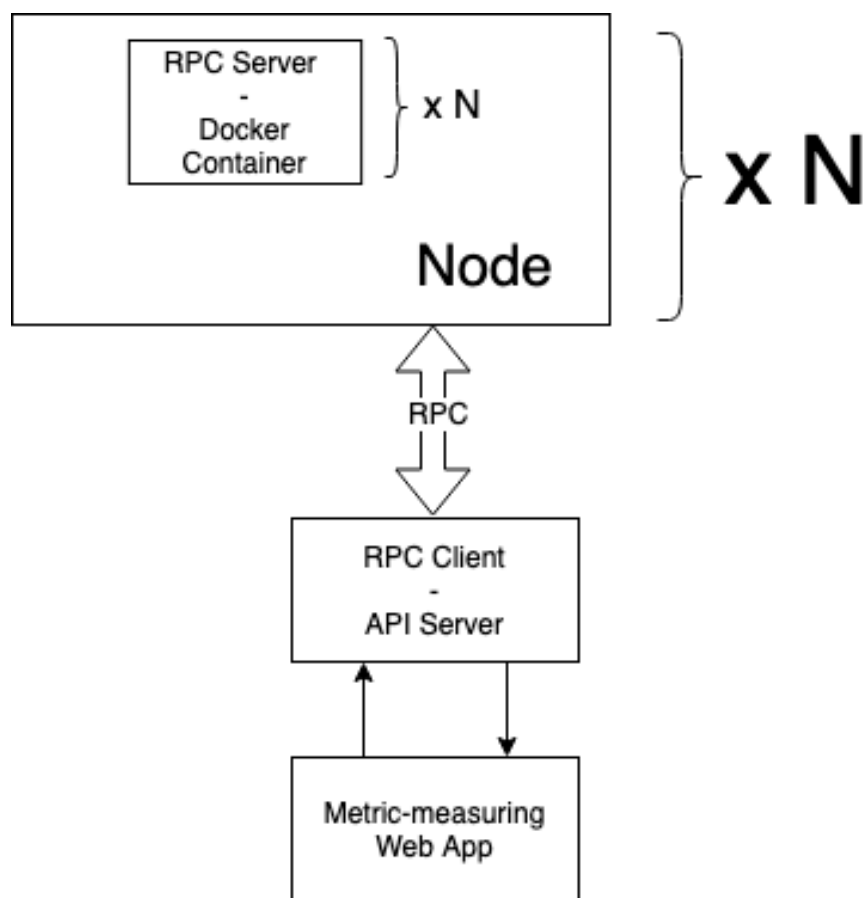 RPC Server
-
Docker
Container
x N
Node
x N
RPC
RPC Client
-
API Server
Metric-measuring
Web App